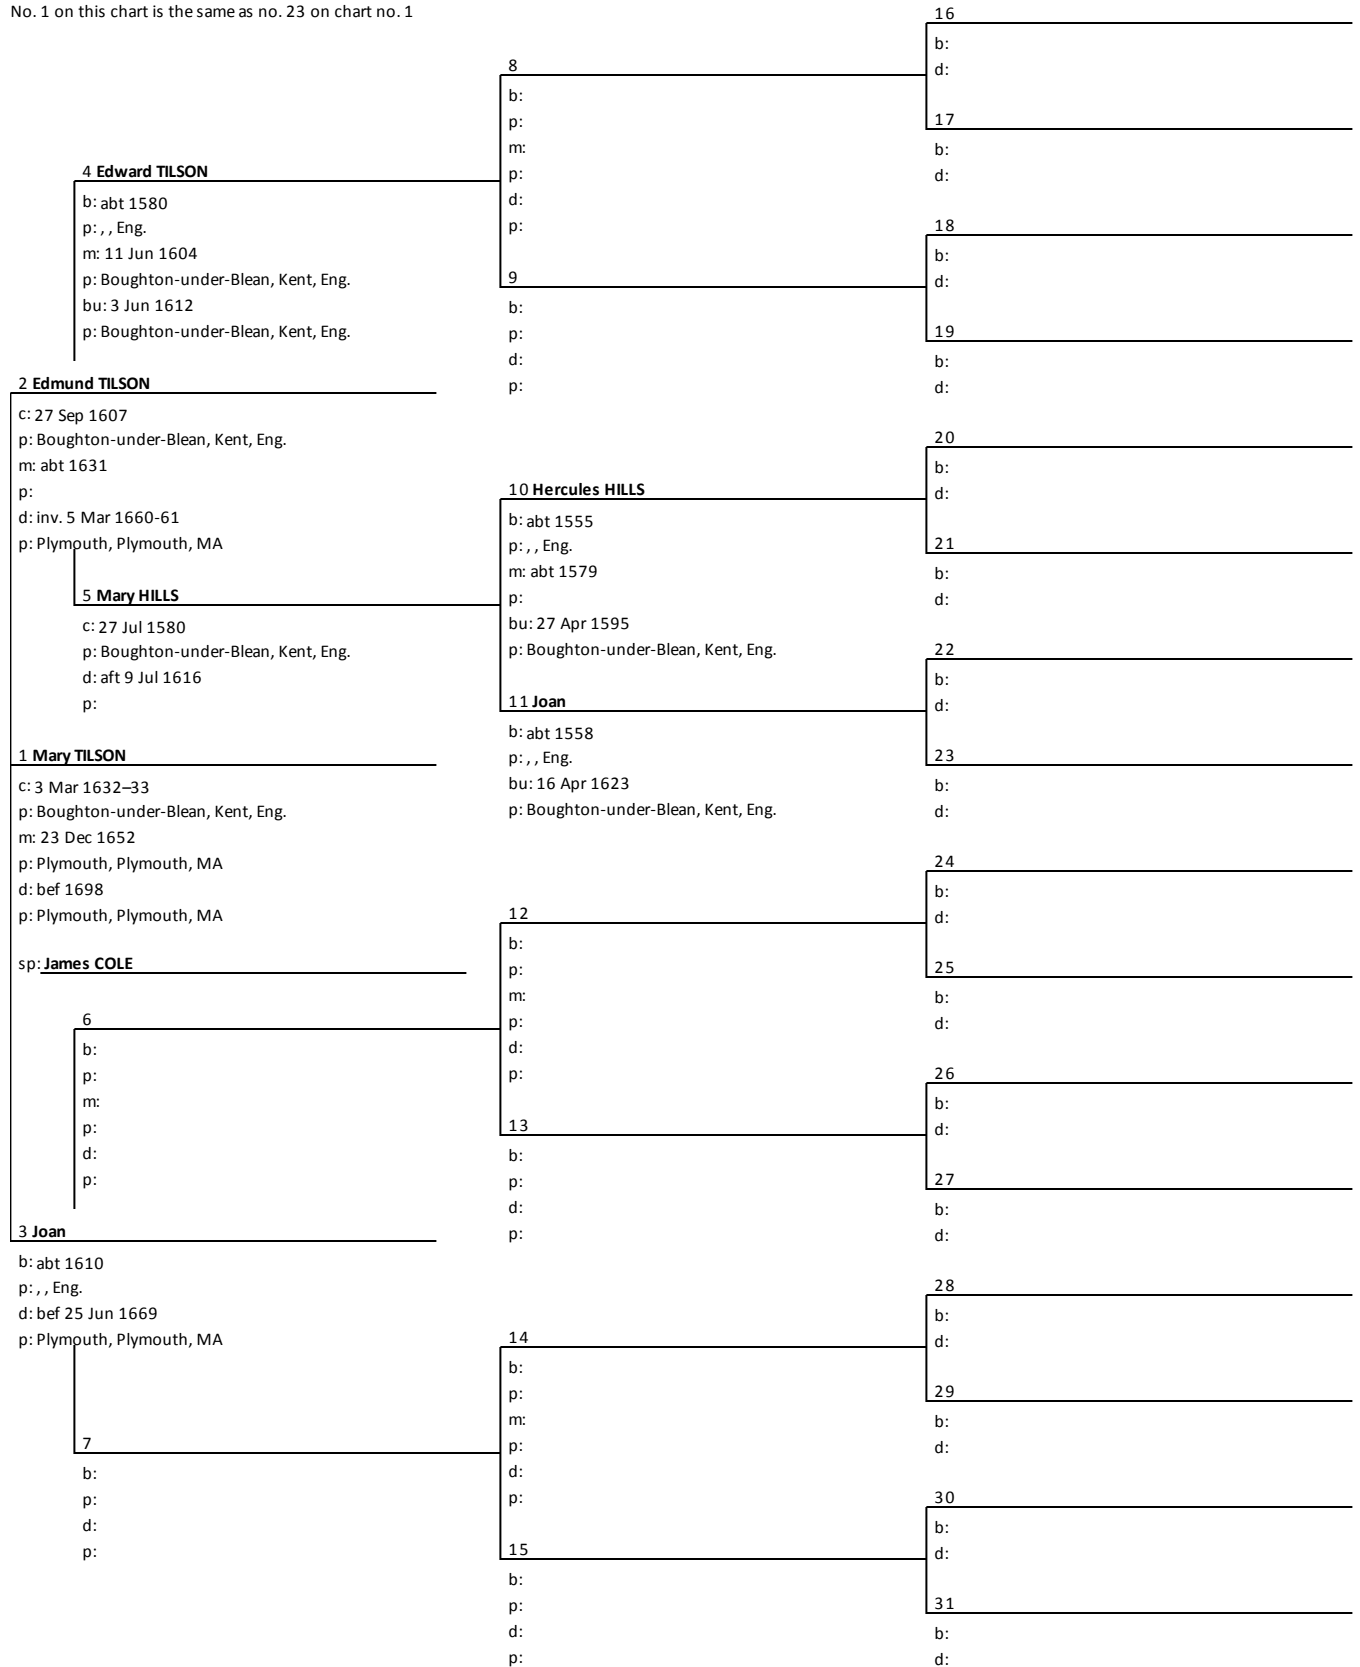 No. 1 on this chart is the same as no. 23 on chart no. 1
16
b:
d:
8
b:
p:
m:
p:
d:
p:
17
b:
d:
4 Edward TILSON
b: abt 1580
p: , , Eng.
m: 11 Jun 1604
p: Boughton-under-Blean, Kent, Eng.
bu: 3 Jun 1612
p: Boughton-under-Blean, Kent, Eng.
18
b:
d:
9
b:
p:
d:
p:
19
b:
d:
2 Edmund TILSON
c: 27 Sep 1607
p: Boughton-under-Blean, Kent, Eng.
m: abt 1631
p:
d: inv. 5 Mar 1660-61
p: Plymouth, Plymouth, MA
20
b:
d:
10 Hercules HILLS
b: abt 1555
p: , , Eng.
m: abt 1579
p:
bu: 27 Apr 1595
p: Boughton-under-Blean, Kent, Eng.
21
b:
d:
5 Mary HILLS
c: 27 Jul 1580
p: Boughton-under-Blean, Kent, Eng.
d: aft 9 Jul 1616
p:
22
b:
d:
11 Joan
b: abt 1558
p: , , Eng.
bu: 16 Apr 1623
p: Boughton-under-Blean, Kent, Eng.
23
b:
d:
1 Mary TILSON
c: 3 Mar 1632–33
p: Boughton-under-Blean, Kent, Eng.
m: 23 Dec 1652
p: Plymouth, Plymouth, MA
d: bef 1698
p: Plymouth, Plymouth, MA
sp: James COLE
24
b:
d:
12
b:
p:
m:
p:
d:
p:
25
b:
d:
6
b:
p:
m:
p:
d:
p:
26
b:
d:
13
b:
p:
d:
p:
27
b:
d:
3 Joan
b: abt 1610
p: , , Eng.
d: bef 25 Jun 1669
p: Plymouth, Plymouth, MA
28
b:
d:
14
b:
p:
m:
p:
d:
p:
29
b:
d:
7
b:
p:
d:
p:
30
b:
d:
15
b:
p:
d:
p:
31
b:
d: